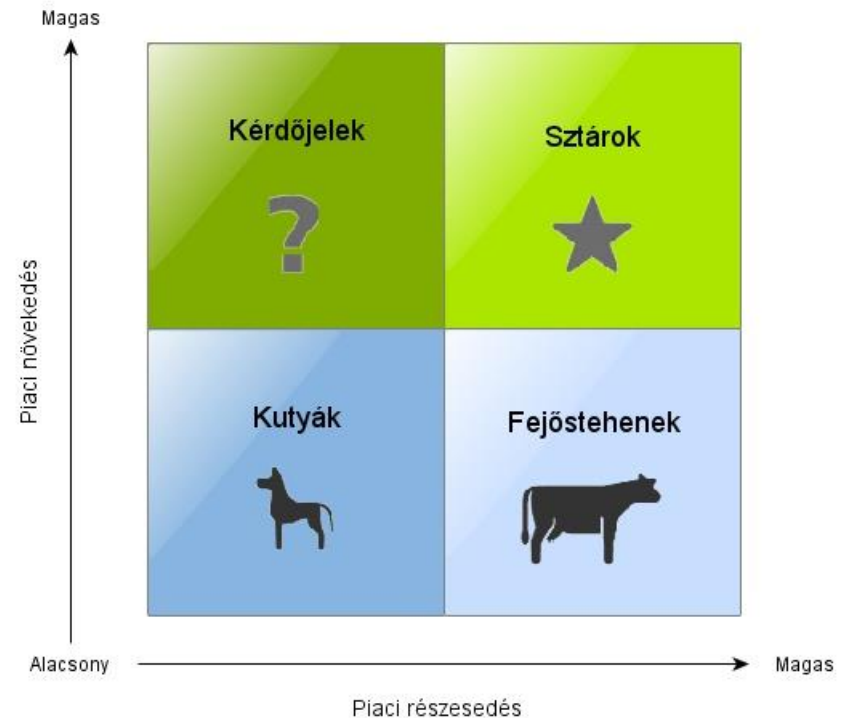 Magas
Kérdőjelek
Sztárok
?
Piaci növekedés
Kutyák
Fejőstehenek
Alacsony
Magas
Piaci részesedés